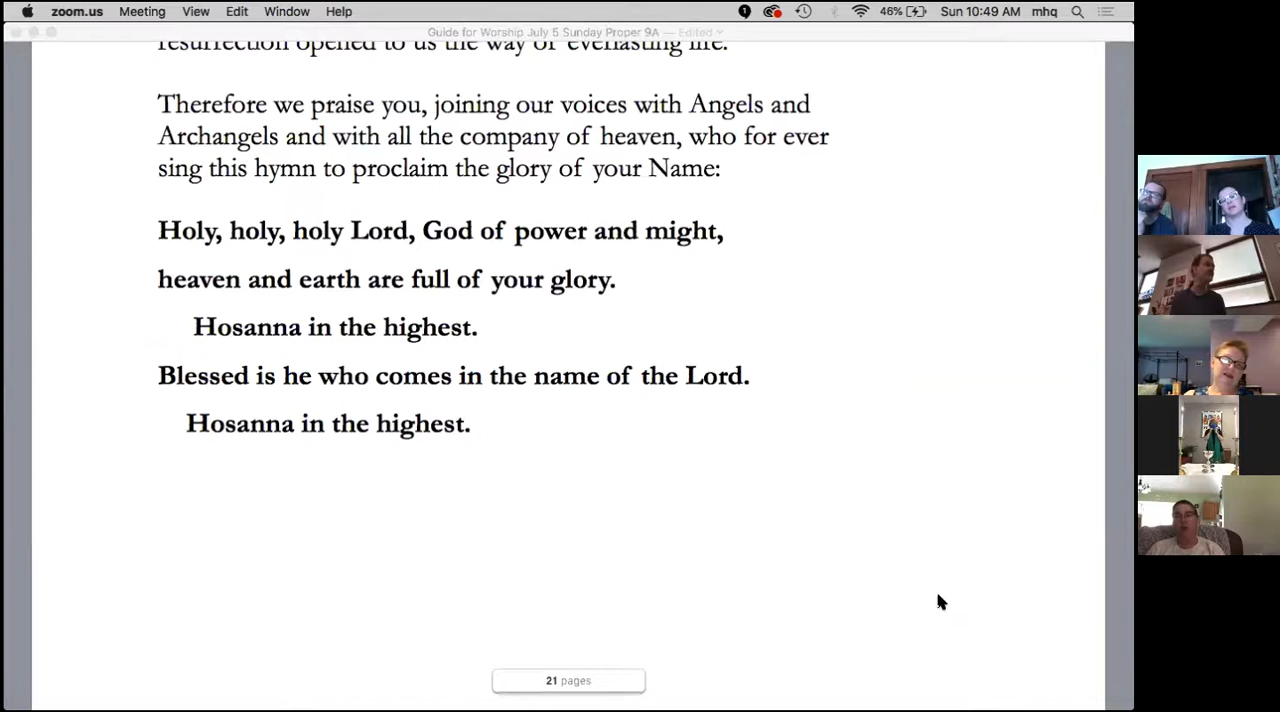 zoom.us Meeting View Edit Window Help 46% Sun 10:49 AM mhq
Guide for Worship July 5 Sunday Proper 9A — Edited
resurrection opened to us the way of everlasting life.
Therefore we praise you, joining our voices with Angels and
Archangels and with all the company of heaven, who for ever
sing this hymn to proclaim the glory of your Name:
Holy, holy, holy Lord, God of power and might,
heaven and earth are full of your glory.
Hosanna in the highest.
Blessed is he who comes in the name of the Lord.
Hosanna in the highest.
21 pages